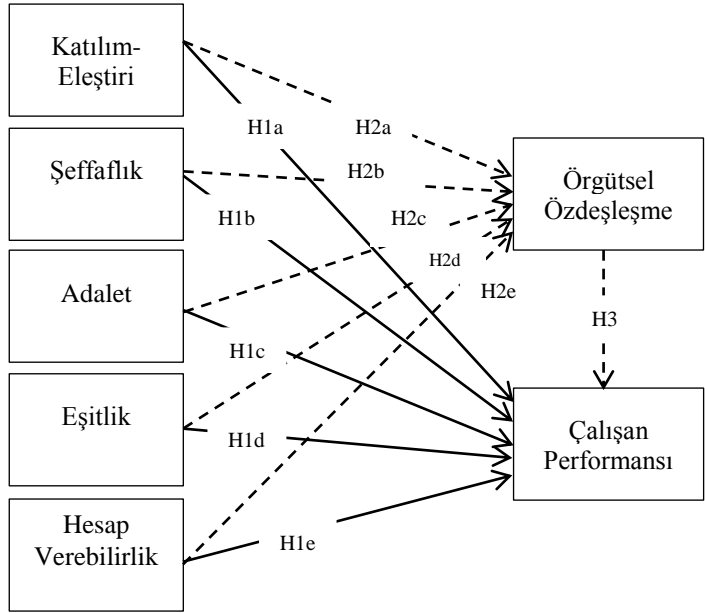 Katılım-
Eleştiri
Şeffaflık
Adalet
Eşitlik
Hesap
Verebilirlik
H1a
H2a
H2b
H1b
H2c
H2d
H2e
H1c
H1d
H1e
Örgütsel
Özdeşleşme
H3
Çalışan
Performansı